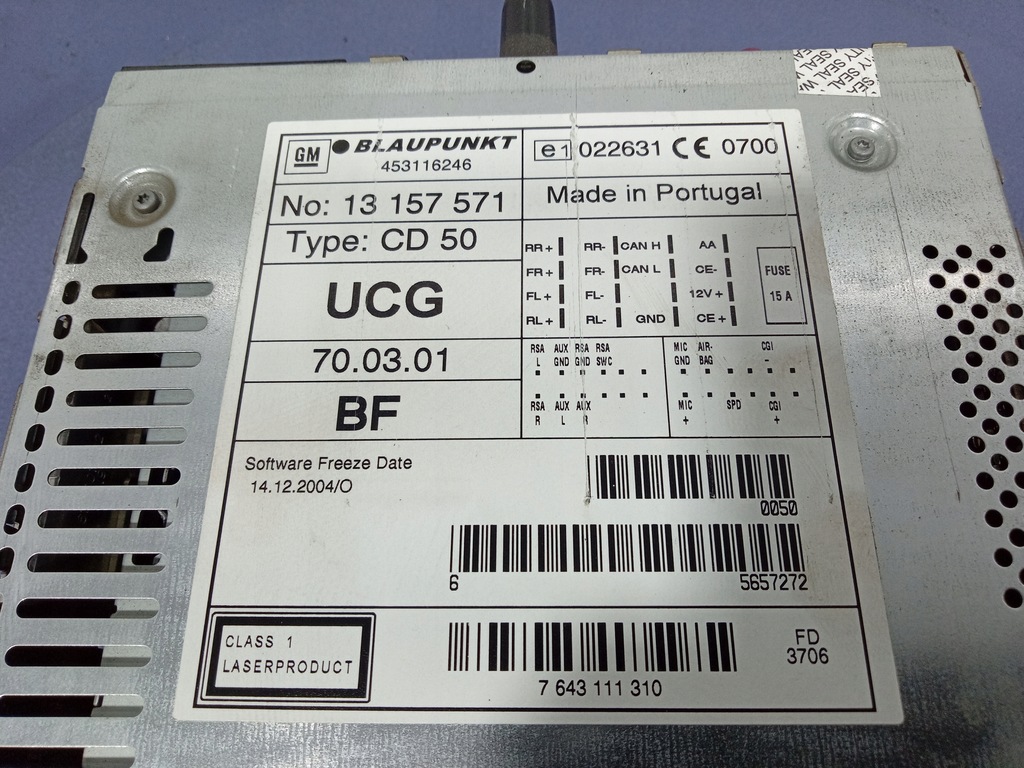 GM BLAUPUNKT
453116246
e1 022631 CE 0700
No: 13 157 571
Made in Portugal
Type: CD 50
UCG
70.03.01
BF
RR+ RR- CAN H AA
FR+ FR- CAN L CE-
FL+ FL- 12V+
RL+ RL- GND CE+
FUSE
15 A
RSA AUX RSA RSA MIC AIR- CGI
L GND GND SWC GND BAG -
RSA AUX AUX MIC SPD CGI
R L R + +
Software Freeze Date
14.12.2004/O
0050
6 5657272
CLASS 1
LASERPRODUCT
7 643 111 310
FD
3706